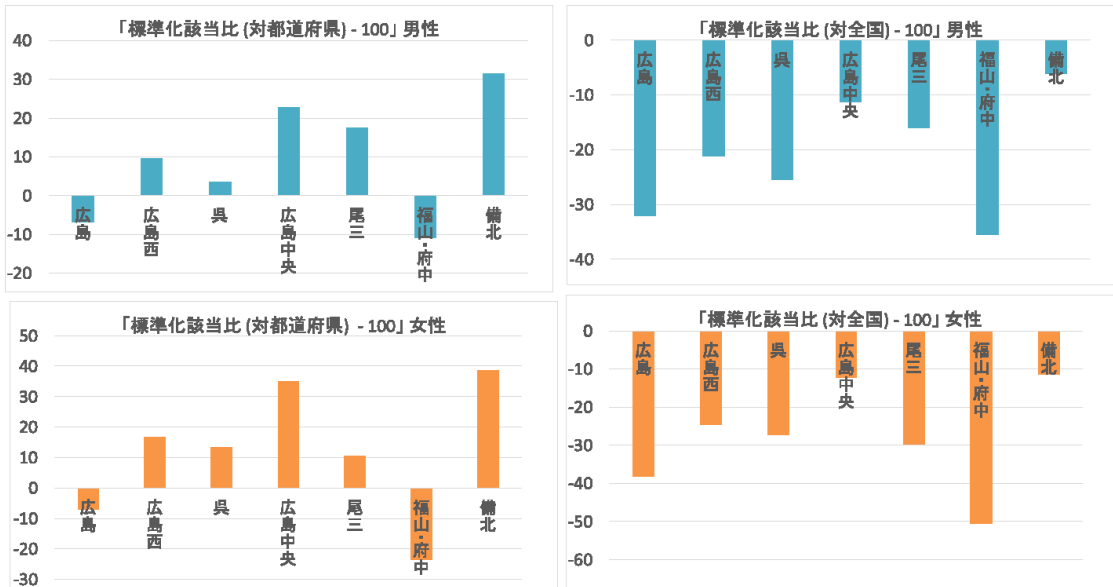 「標準化該当比 (対都道府県) - 100」 男性
40
30
20
10
0
-10
-20
広島
広島西
呉
広島中央
尾三
福山・府中
備北
「標準化該当比 (対全国) - 100」 男性
0
-10
-20
-30
-40
広島
広島西
呉
広島中央
尾三
福山・府中
備北
「標準化該当比 (対都道府県) - 100」 女性
50
40
30
20
10
0
-10
-20
-30
広島
広島西
呉
広島中央
尾三
福山・府中
備北
「標準化該当比 (対全国) - 100」 女性
0
-10
-20
-30
-40
-50
-60
広島
広島西
呉
広島中央
尾三
福山・府中
備北